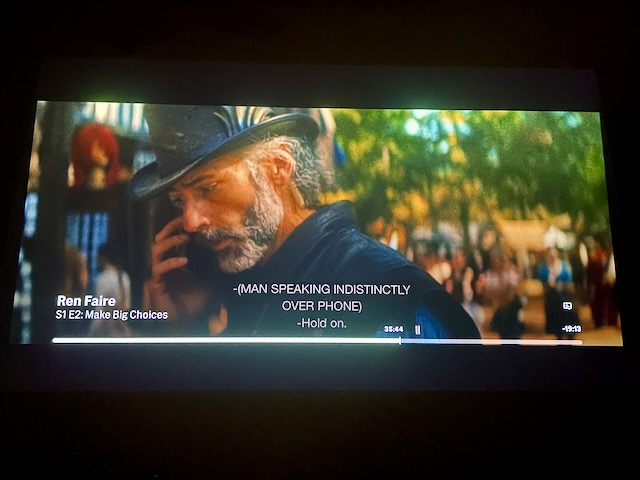 -(MAN SPEAKING INDISTINCTLY
OVER PHONE)
-Hold on.
Ren Faire
S1 E2: Make Big Choices
35:44
-19:13